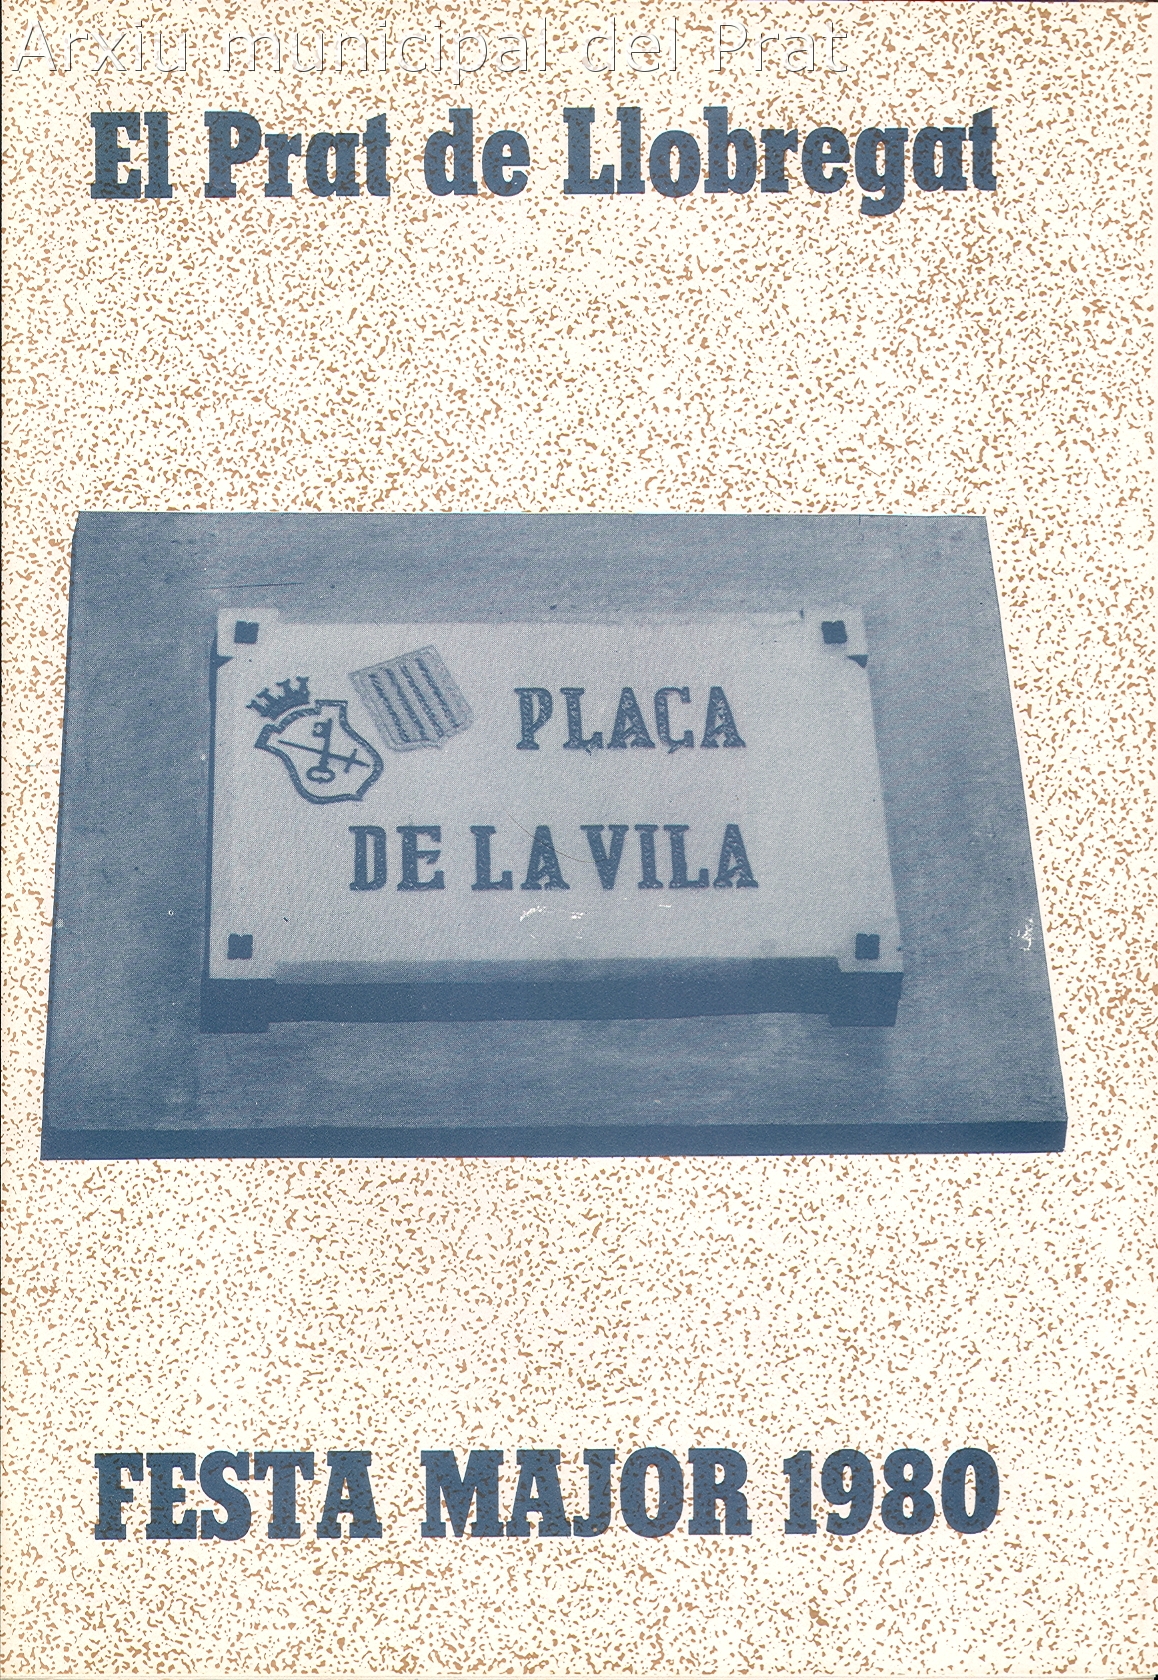 Arxiu municipal del Prat
El Prat de Llobregat
PLAÇA
DE LA VILA
FESTA MAJOR 1980